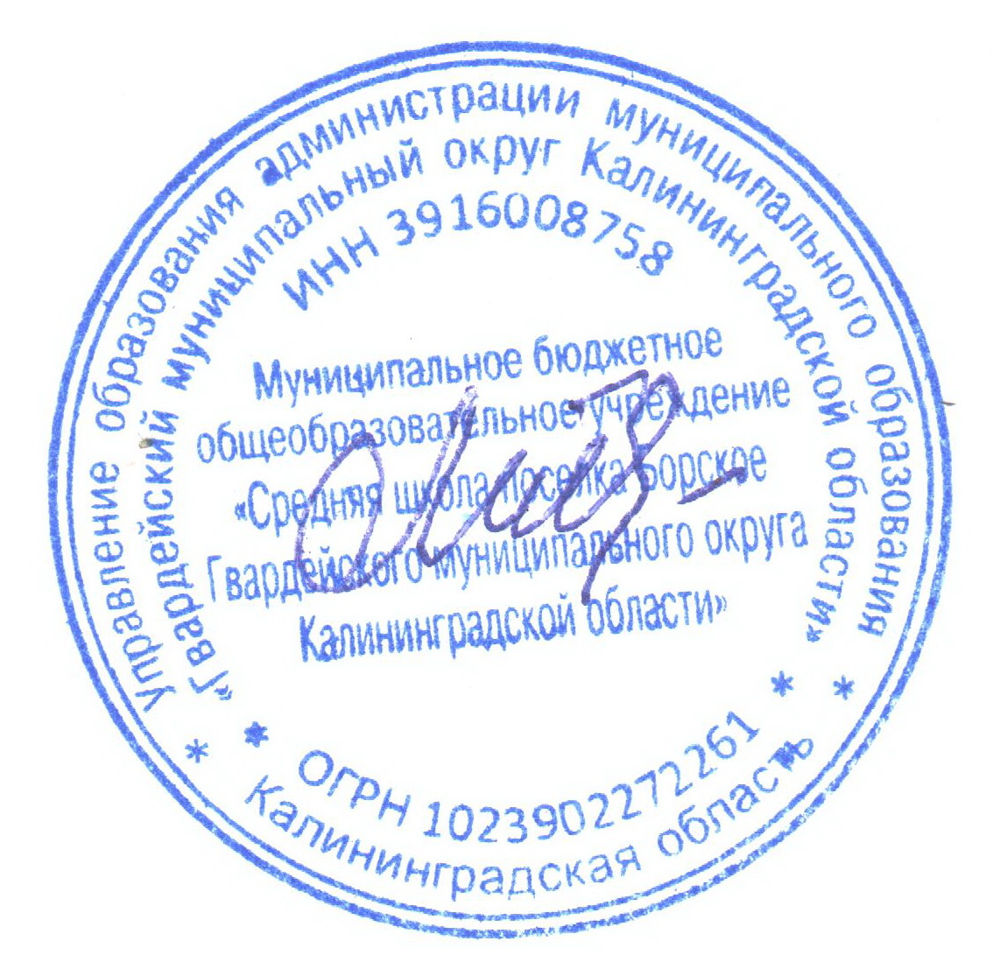 Управление образования администрации муниципального образования
«Гвардейский муниципальный округ Калининградской области»
ИНН 3916008758
Муниципальное бюджетное
общеобразовательное учреждение
«Средняя школа поселка Борское
Гвардейского муниципального округа
Калининградской области»
* ОГРН 1023902272261 *
* Калининградская область *